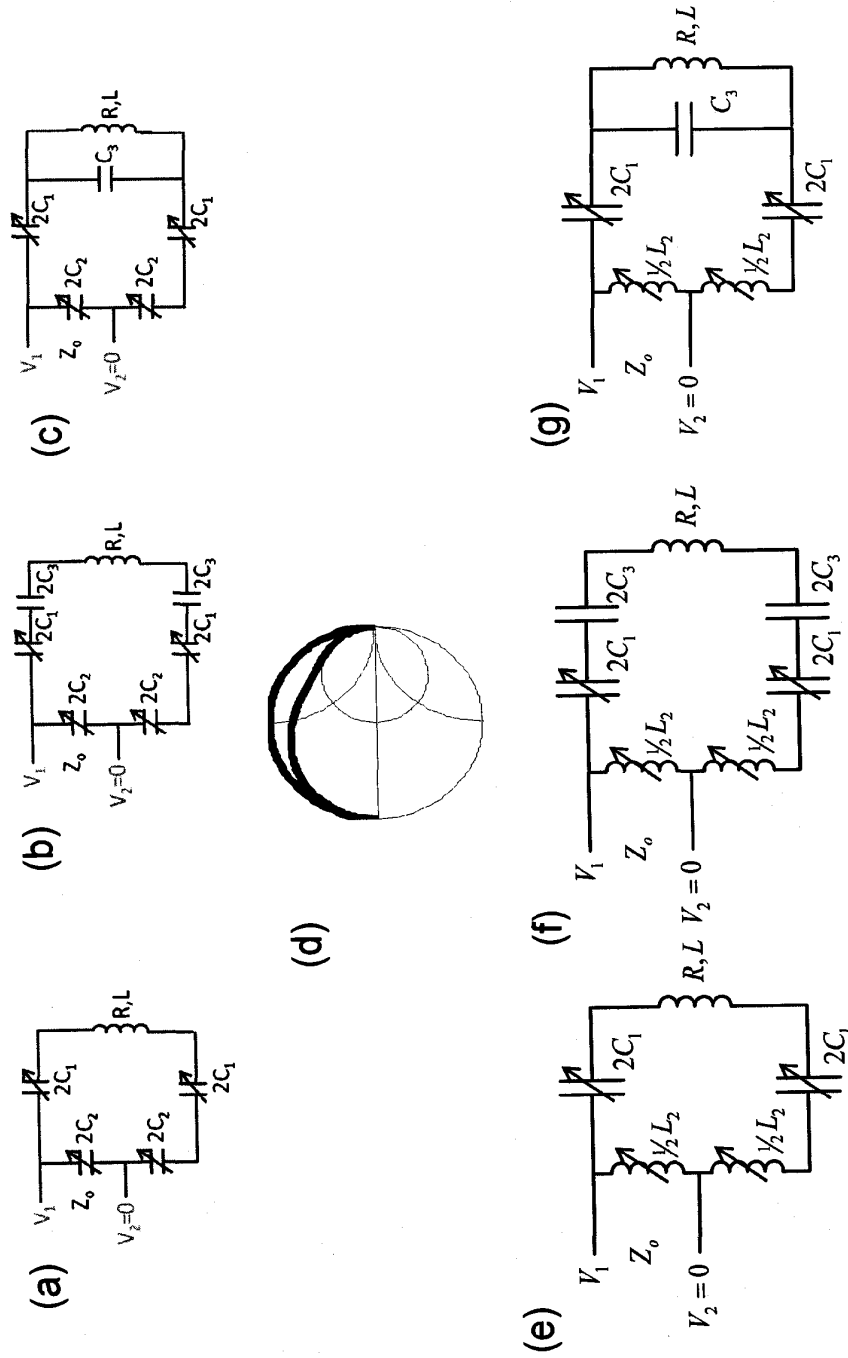 (a)
V₁
Z₀
V₂=0
2C₂
2C₂
2C₁
2C₁
R,L
(b)
V₁
Z₀
V₂=0
2C₂
2C₂
2C₁
2C₃
2C₁
2C₃
R,L
(c)
V₁
Z₀
V₂=0
2C₂
2C₂
2C₁
2C₁
C₃
R,L
(d)
(e)
V₁
Zₒ
V₂ = 0
½L₂
½L₂
2C₁
2C₁
R,L
(f)
V₁
Zₒ
V₂ = 0
½L₂
½L₂
2C₁
2C₃
2C₁
2C₃
R,L
(g)
V₁
Zₒ
V₂ = 0
½L₂
½L₂
2C₁
2C₁
C₃
R,L